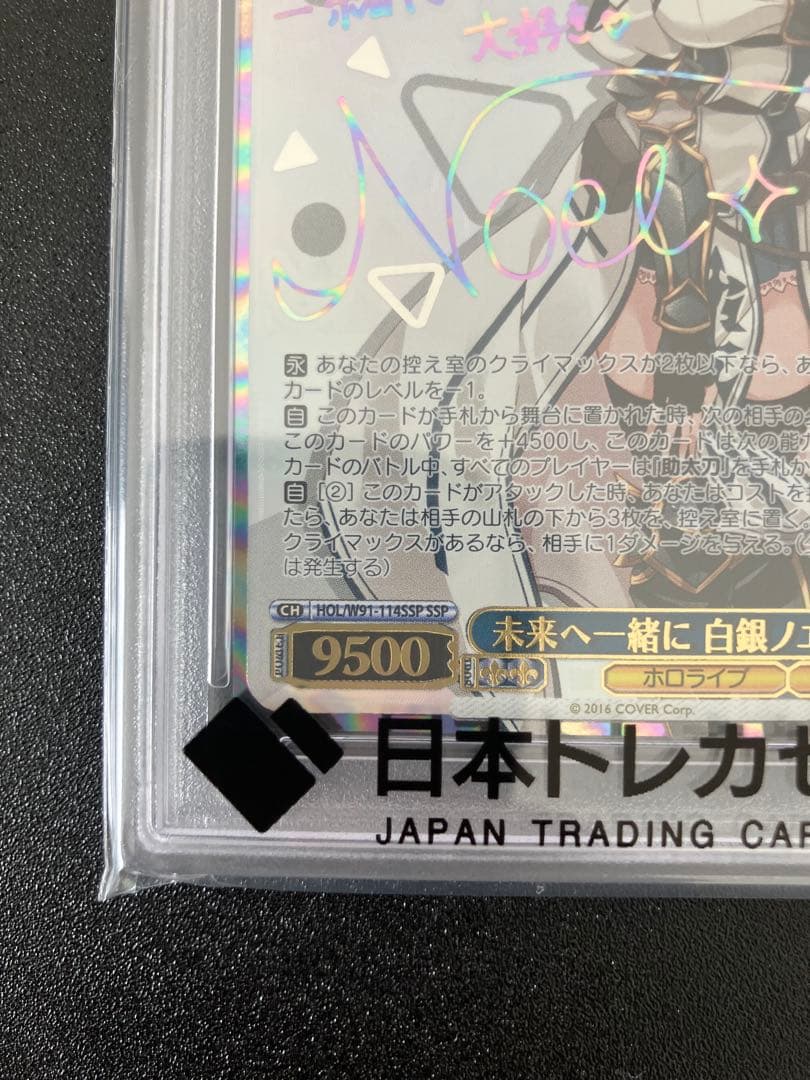 大好き♡
Noel
永 あなたの控え室のクライマックスが2枚以下なら、あ
カードのレベルを－1。
自 このカードが手札から舞台に置かれた時、次の相手の
このカードのパワーを＋4500し、このカードは次の能
カードのバトル中、すべてのプレイヤーは『助太刀』を手札か
自 [②] このカードがアタックした時、あなたはコストを
たら、あなたは相手の山札の下から3枚を、控え室に置く。
クライマックスがあるなら、相手に1ダメージを与える。(
は発生する)
CH HOL/W91-114SSP SSP
POWER 9500
未来へ一緒に 白銀ノエ
SOUL
ホロライブ
© 2016 COVER Corp.
日本トレカセ
JAPAN TRADING CAR